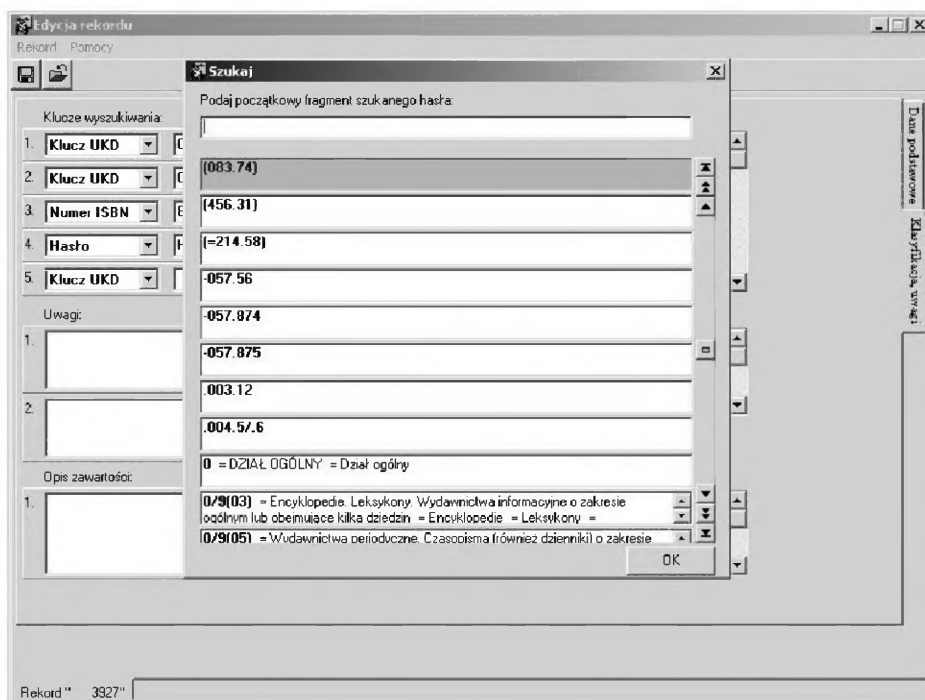 Edycja rekordu
Rekord Pomocy
Szukaj
Podaj początkowy fragment szukanego hasła:
Klucze wyszukiwania:
1. Klucz UKD
2. Klucz UKD
3. Numer ISBN
4. Hasło
5. Klucz UKD
(083.74)
(456.31)
(=214.58)
-057.56
-057.874
-057.875
.003.12
.004.5/.6
0 = DZIAŁ OGÓLNY = Dział ogólny
0/9(03) = Encyklopedie. Leksykony. Wydawnictwa informacyjne o zakresie
ogólnym lub obejmujące kilka dziedzin = Encyklopedie = Leksykony =
0/9(05) = Wydawnictwa periodyczne. Czasopisma (również dzienniki) o zakresie
OK
Uwagi:
1.
2.
Opis zawartości:
1.
Dane podstawowe
Klasyfikacja, uwagi
Rekord " 3927"